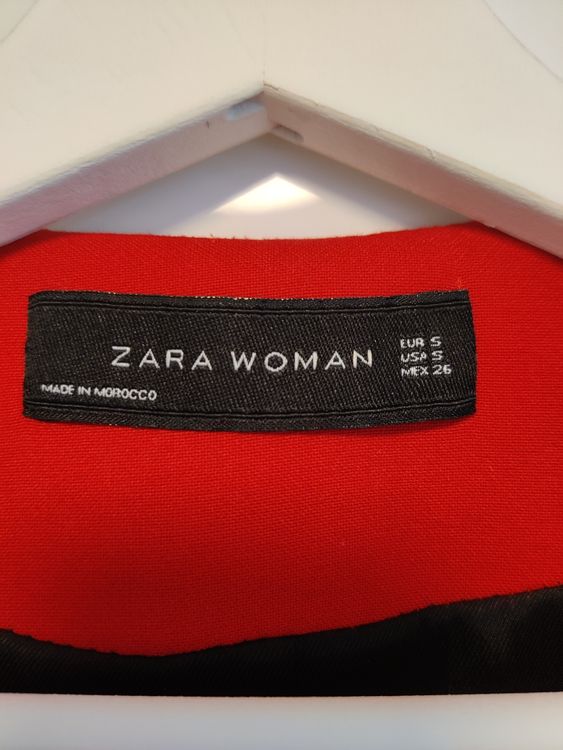 ZARA WOMAN
EUR S
USA S
MEX 26
MADE IN MOROCCO